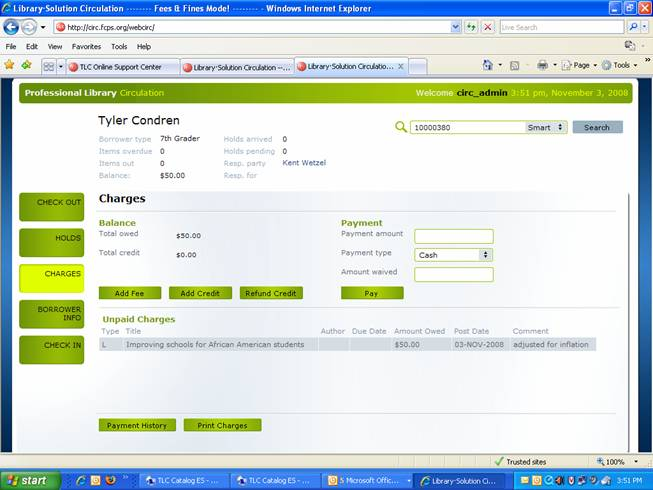 Library·Solution Circulation -------- Fees & Fines Mode! -------- - Windows Internet Explorer
http://circ.fcps.org/webcirc/
Live Search
File Edit View Favorites Tools Help
TLC Online Support Center
Library·Solution Circulation --...
Library·Solution Circulatio...
Page
Tools
Professional Library Circulation
Welcome circ_admin 3:51 pm, November 3, 2008
Tyler Condren
10000380 Smart Search
Borrower type 7th Grader Holds arrived 0
Items overdue 0 Holds pending 0
Items out 0 Resp. party Kent Wetzel
Balance: $50.00 Resp. for
CHECK OUT
HOLDS
CHARGES
BORROWER
INFO
CHECK IN
Charges
Balance Payment
Total owed $50.00 Payment amount
Total credit $0.00 Payment type Cash
Amount waived
Add Fee Add Credit Refund Credit Pay
Unpaid Charges
Type Title Author Due Date Amount Owed Post Date Comment
L Improving schools for African American students $50.00 03-NOV-2008 adjusted for inflation
Payment History Print Charges
Trusted sites 100%
start
TLC Catalog ES - ...
TLC Catalog ES - ...
5 Microsoft Offic...
Library·Solution Ci...
3:51 PM